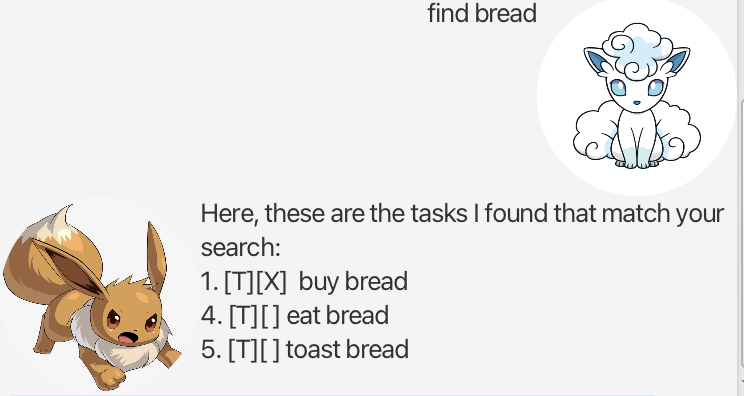 find bread
Here, these are the tasks I found that match your
search:
1. [T][X]  buy bread
4. [T][ ] eat bread
5. [T][ ] toast bread